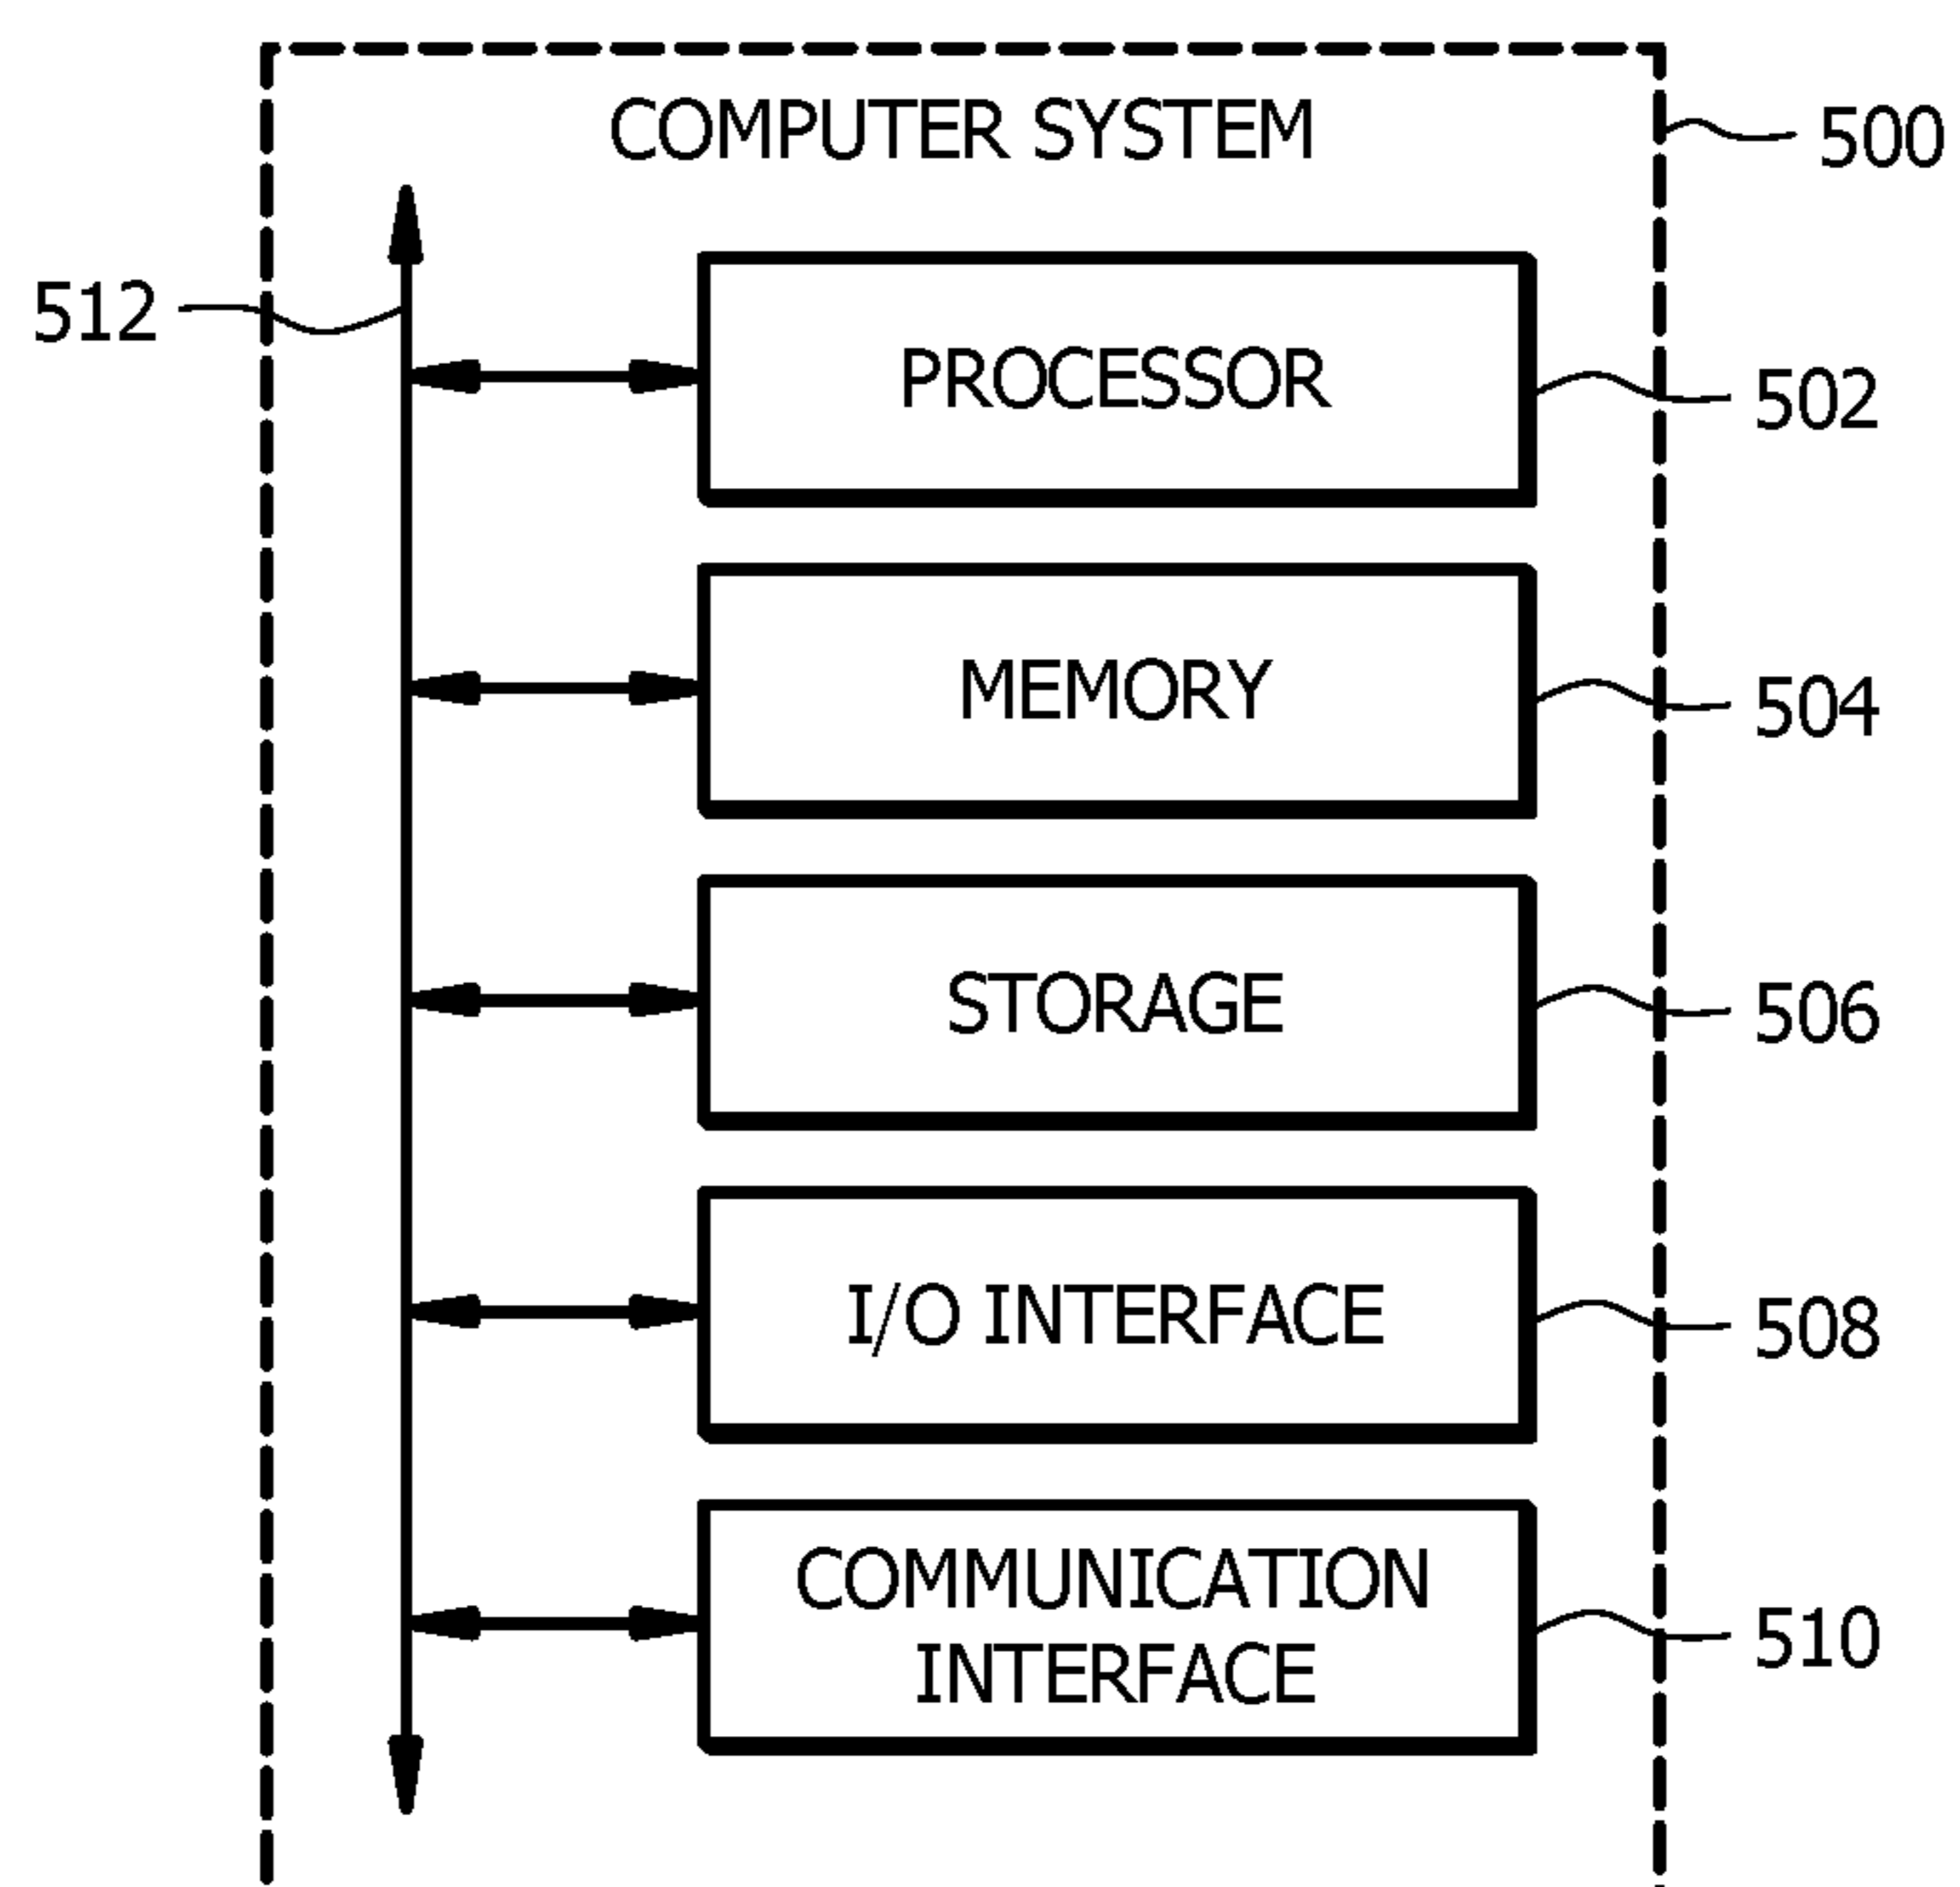 COMPUTER SYSTEM
500
512
PROCESSOR
502
MEMORY
504
STORAGE
506
I/O INTERFACE
508
COMMUNICATION
INTERFACE
510